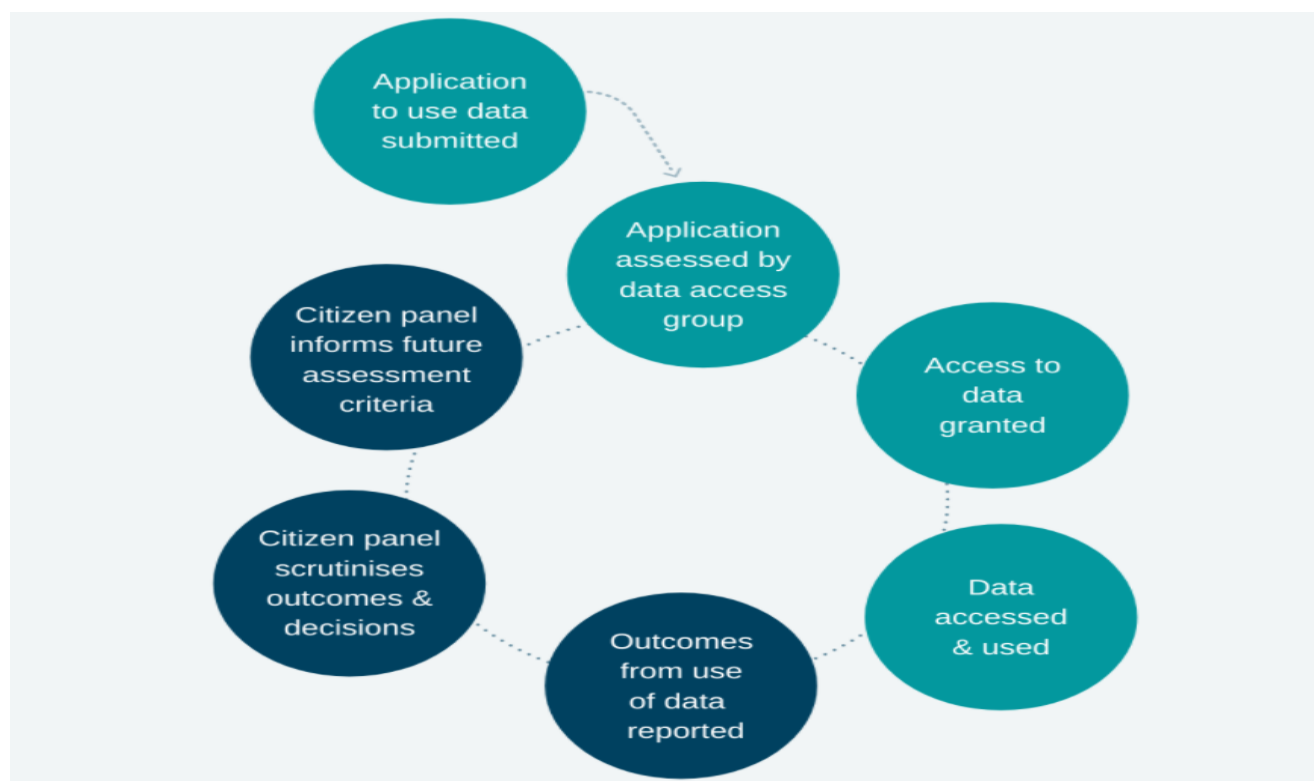 Application
to use data
submitted
Application
assessed by
data access
group
Access to
data
granted
Data
accessed
& used
Outcomes
from use
of data
reported
Citizen panel
scrutinises
outcomes &
decisions
Citizen panel
informs future
assessment
criteria